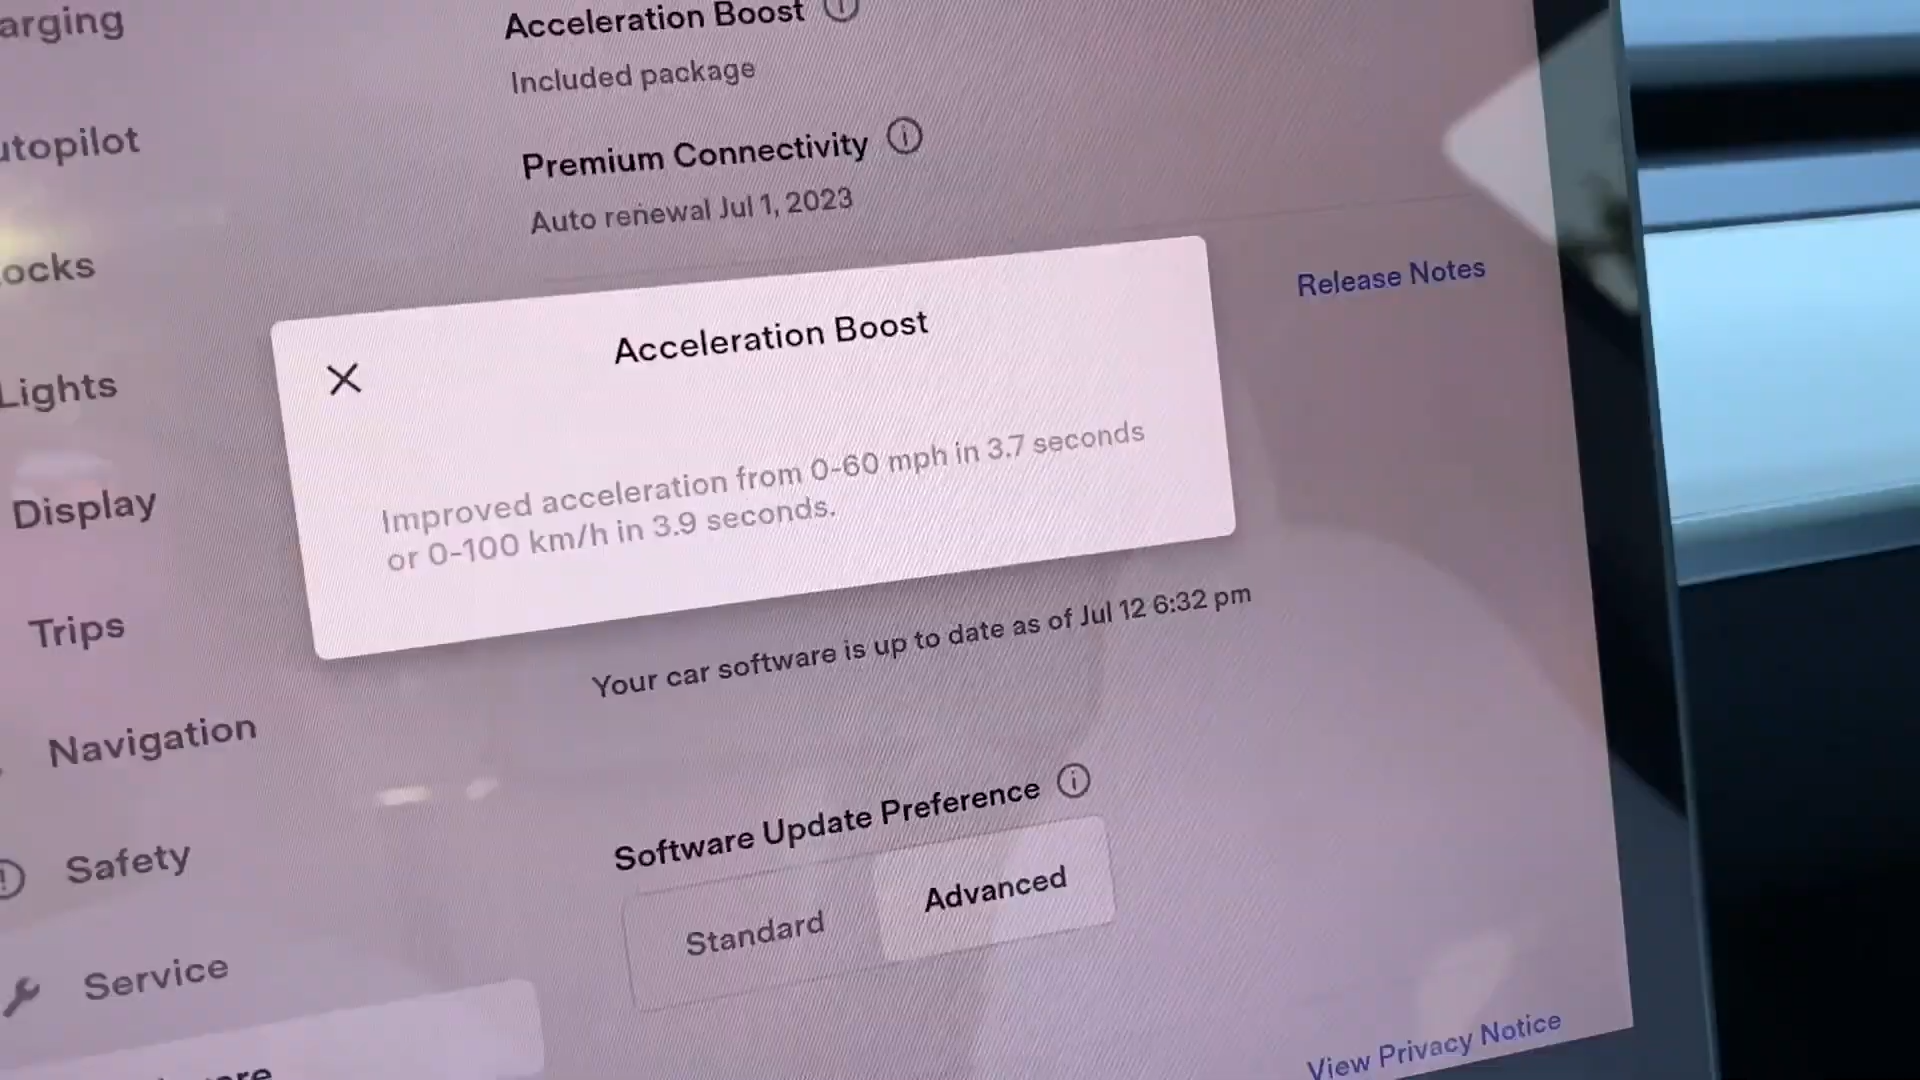 arging
Acceleration Boost
Included package
utopilot
Premium Connectivity
Auto renewal Jul 1, 2023
ocks
Release Notes
Acceleration Boost
Lights
Improved acceleration from 0-60 mph in 3.7 seconds
or 0-100 km/h in 3.9 seconds.
Display
Trips
Your car software is up to date as of Jul 12 6:32 pm
Navigation
Software Update Preference
Safety
Standard
Advanced
Service
View Privacy Notice